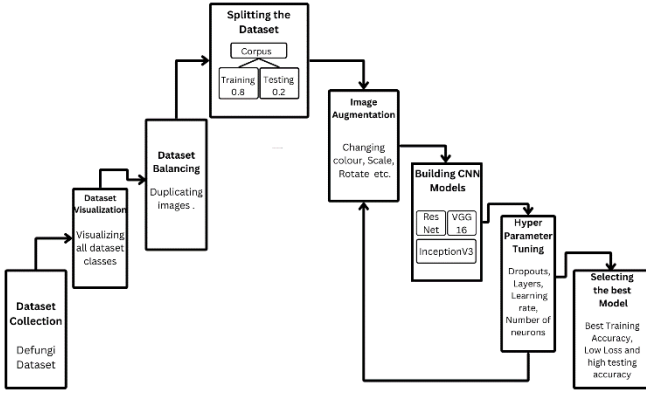 Splitting the
Dataset
Corpus
Training
0.8
Testing
0.2
Dataset
Balancing
Duplicating
images .
Dataset
Visualization
Visualizing
all dataset
classes
Dataset
Collection
Defungi
Dataset
Image
Augmentation
Changing
colour, Scale,
Rotate etc.
Building CNN
Models
Res
Net
VGG
16
InceptionV3
Hyper
Parameter
Tuning
Dropouts,
Layers,
Learning
rate,
Number of
neurons
Selecting
the best
Model
Best Training
Accuracy,
Low Loss and
high testing
accuracy